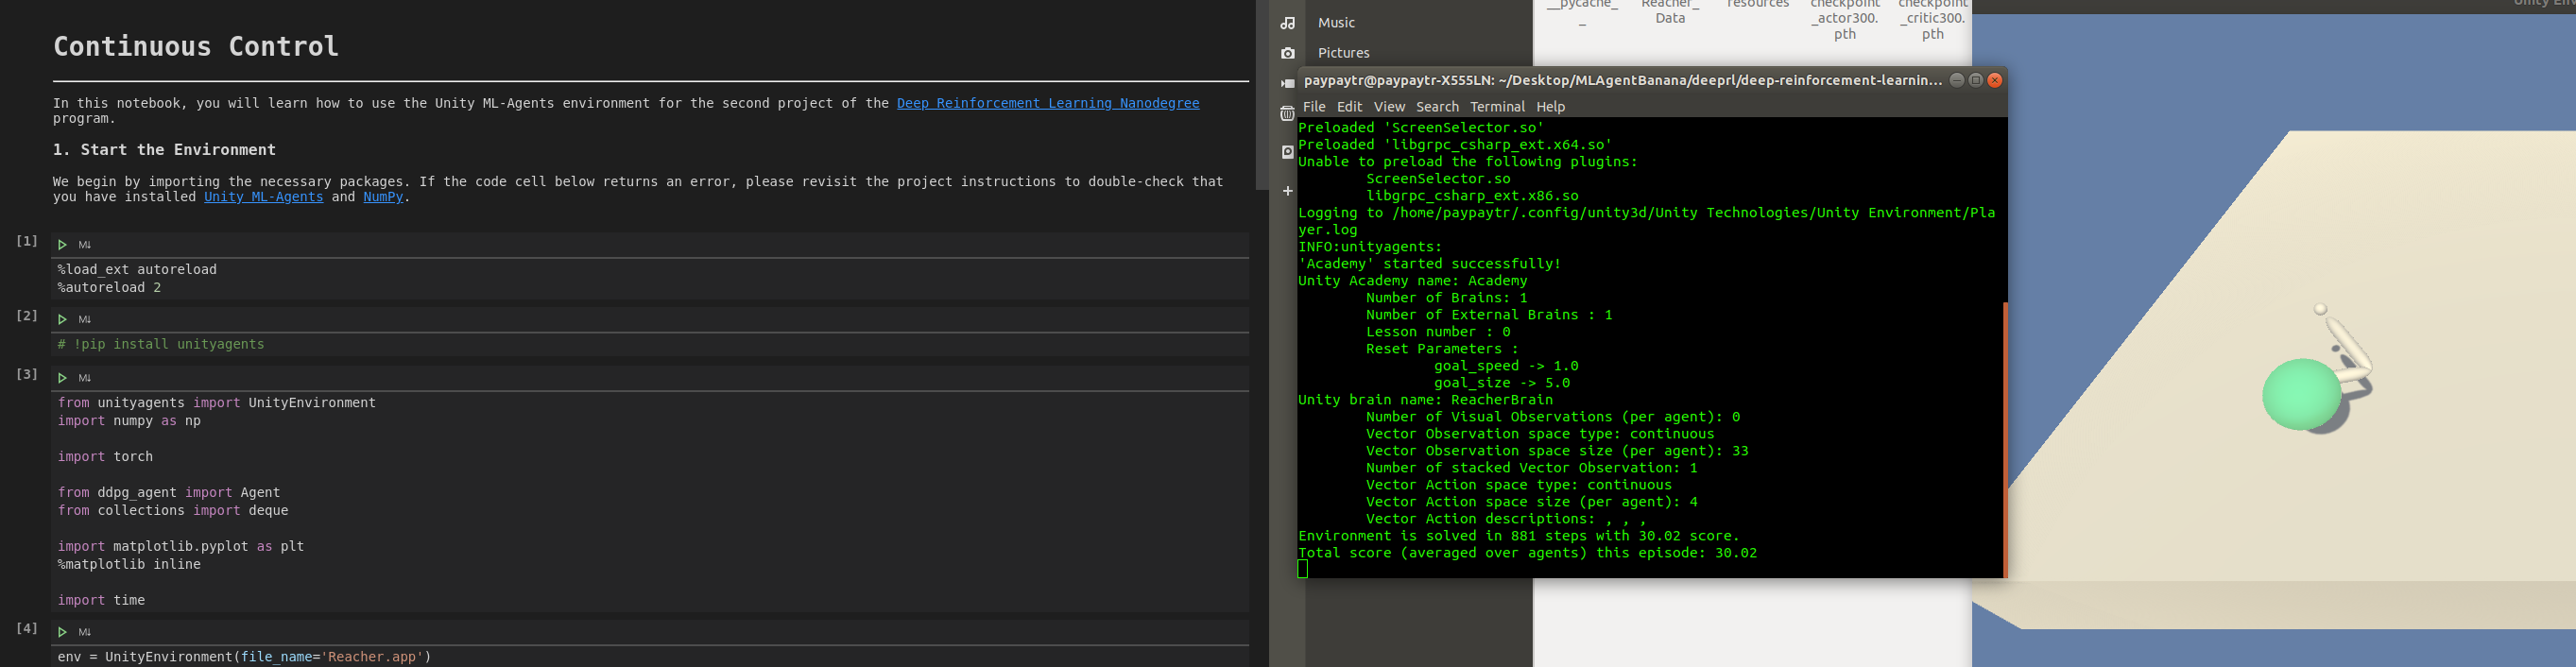 Continuous Control
In this notebook, you will learn how to use the Unity ML-Agents environment for the second project of the Deep Reinforcement Learning Nanodegree
program.
1. Start the Environment
We begin by importing the necessary packages. If the code cell below returns an error, please revisit the project instructions to double-check that
you have installed Unity ML-Agents and NumPy.
[1]
M↓
%load_ext autoreload
%autoreload 2
[2]
M↓
# !pip install unityagents
[3]
M↓
from unityagents import UnityEnvironment
import numpy as np
import torch
from ddpg_agent import Agent
from collections import deque
import matplotlib.pyplot as plt
%matplotlib inline
import time
[4]
M↓
env = UnityEnvironment(file_name='Reacher.app')
Music
Pictures
__pycache_
_
Reacher_
Data
resources
checkpoint
_actor300.
pth
checkpoint
_critic300.
pth
paypaytr@paypaytr-X555LN: ~/Desktop/MLAgentBanana/deeprl/deep-reinforcement-learnin...
File Edit View Search Terminal Help
Preloaded 'ScreenSelector.so'
Preloaded 'libgrpc_csharp_ext.x64.so'
Unable to preload the following plugins:
ScreenSelector.so
libgrpc_csharp_ext.x86.so
Logging to /home/paypaytr/.config/unity3d/Unity Technologies/Unity Environment/Pla
yer.log
INFO:unityagents:
'Academy' started successfully!
Unity Academy name: Academy
Number of Brains: 1
Number of External Brains : 1
Lesson number : 0
Reset Parameters :
goal_speed -> 1.0
goal_size -> 5.0
Unity brain name: ReacherBrain
Number of Visual Observations (per agent): 0
Vector Observation space type: continuous
Vector Observation space size (per agent): 33
Number of stacked Vector Observation: 1
Vector Action space type: continuous
Vector Action space size (per agent): 4
Vector Action descriptions: , , ,
Environment is solved in 881 steps with 30.02 score.
Total score (averaged over agents) this episode: 30.02